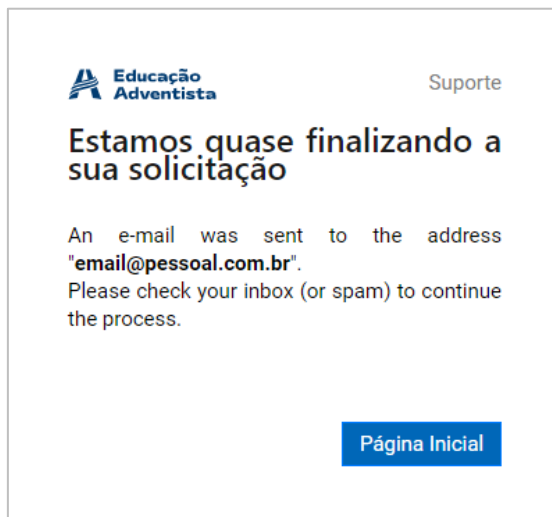 Educação
Adventista
Suporte
Estamos quase finalizando a
sua solicitação
An e-mail was sent to the address
"email@pessoal.com.br".
Please check your inbox (or spam) to continue
the process.
Página Inicial